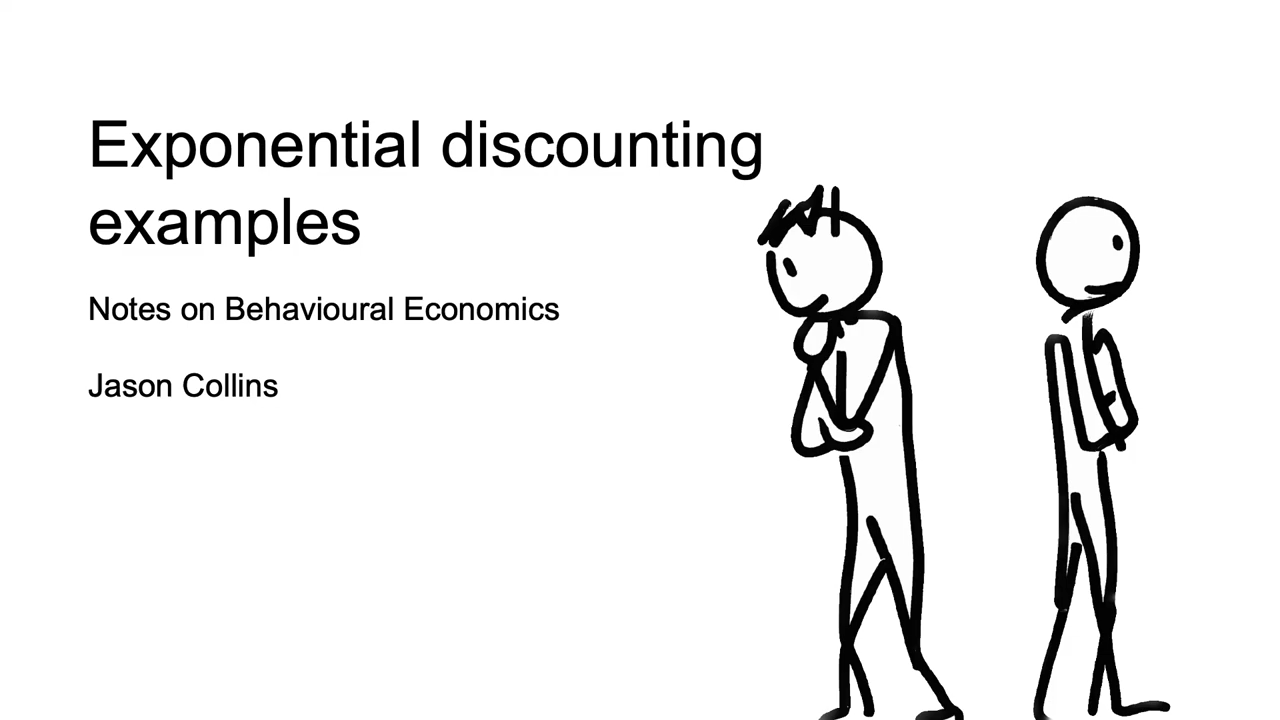 Exponential discounting
examples
Notes on Behavioural Economics
Jason Collins